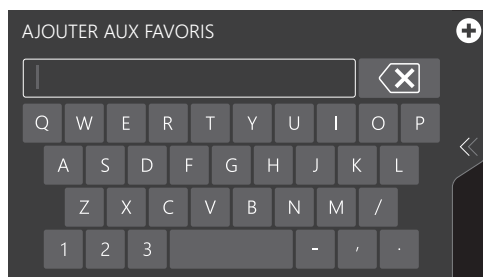 AJOUTER AUX FAVORIS
Q W E R T Y U I O P
A S D F G H J K L
Z X C V B N M /
1 2 3 - , .